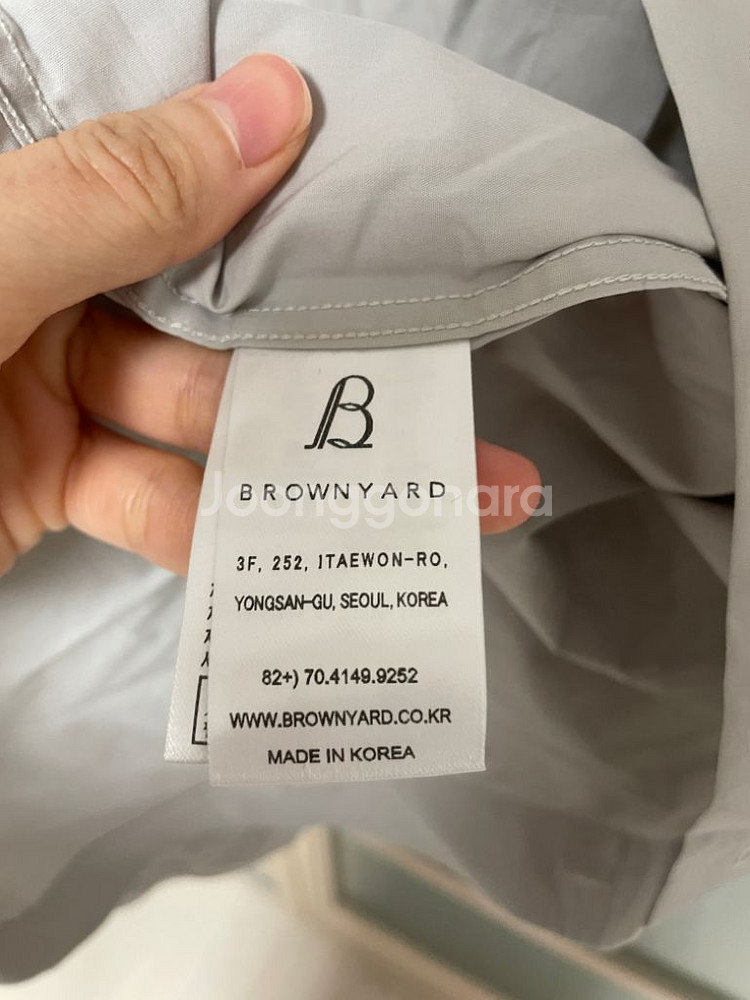 B
BROWNYARD
Joonggonara
3F, 252, ITAEWON-RO,
YONGSAN-GU, SEOUL, KOREA
82+) 70.4149.9252
WWW.BROWNYARD.CO.KR
MADE IN KOREA